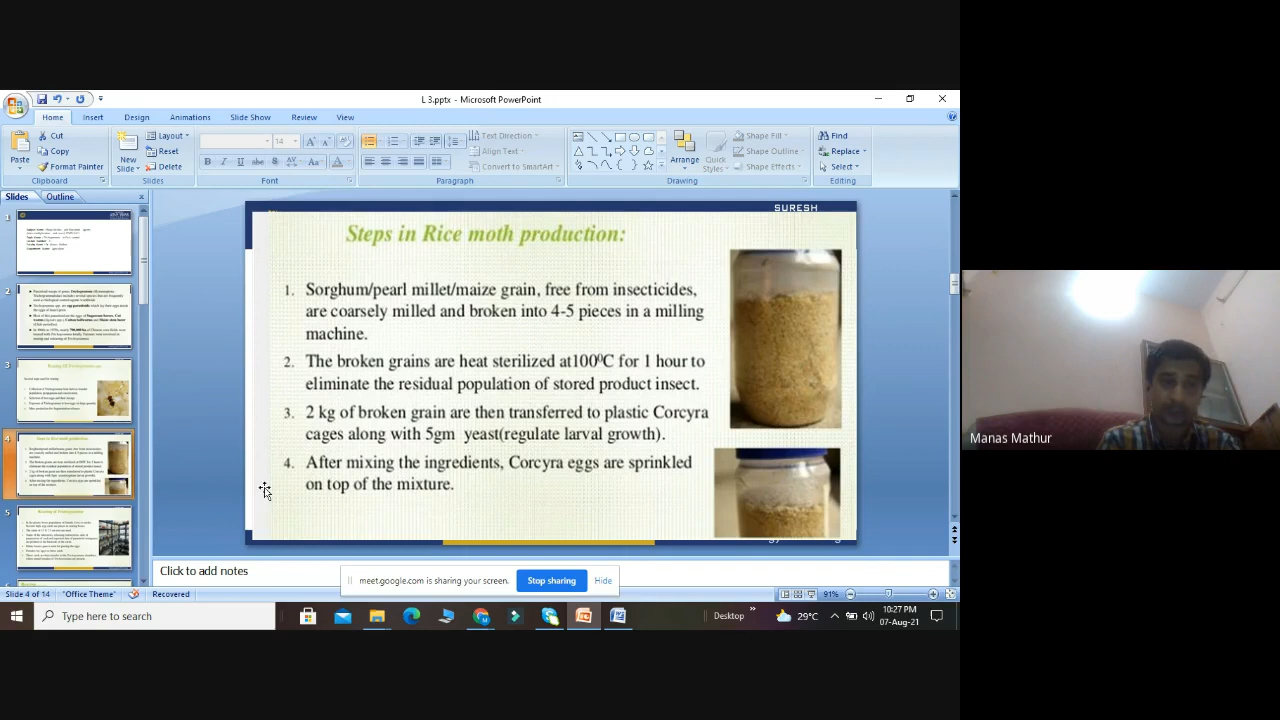 L 3.pptx - Microsoft PowerPoint
Home Insert Design Animations Slide Show Review View
Cut
Copy
Format Painter
Paste
Clipboard
New
Slide
Layout
Reset
Delete
Slides
14
Font
Text Direction
Align Text
Convert to SmartArt
Paragraph
Arrange
Quick
Styles
Shape Fill
Shape Outline
Shape Effects
Drawing
Find
Replace
Select
Editing
Slides Outline
1
2
3
4
5
SURESH
Steps in Rice moth production:
1. Sorghum/pearl millet/maize grain, free from insecticides,
are coarsely milled and broken into 4-5 pieces in a milling
machine.
2. The broken grains are heat sterilized at100⁰C for 1 hour to
eliminate the residual population of stored product insect.
3. 2 kg of broken grain are then transferred to plastic Corcyra
cages along with 5gm yeast(regulate larval growth).
4. After mixing the ingredients, Corcyra eggs are sprinkled
on top of the mixture.
Manas Mathur
Click to add notes
meet.google.com is sharing your screen.
Stop sharing
Hide
Slide 4 of 14
"Office Theme"
Recovered
91%
Type here to search
Desktop
29°C
10:27 PM
07-Aug-21